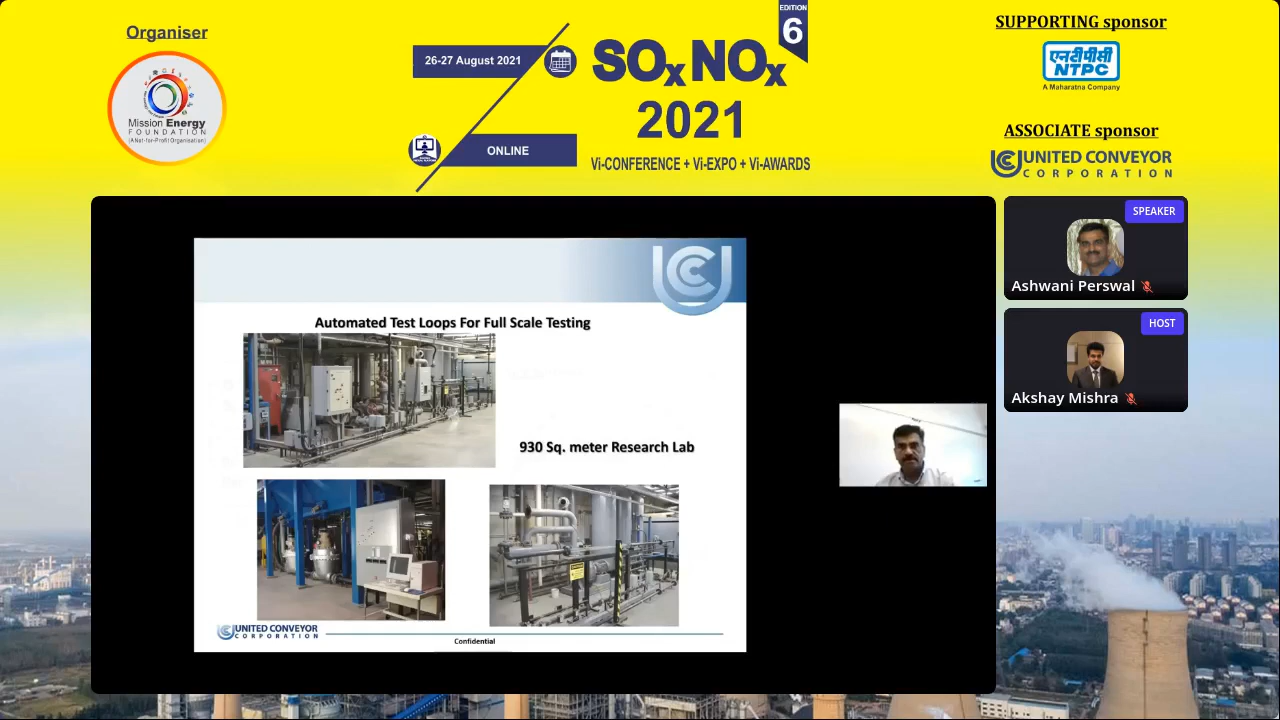 Organiser
Mission Energy
FOUNDATION
(A Net-for-Profit Organisation)
26-27 August 2021
ONLINE
EDITION
6
SOx NOx
2021
Vi-CONFERENCE + Vi-EXPO + Vi-AWARDS
SUPPORTING sponsor
एनटीपीसी
NTPC
A Maharatna Company
ASSOCIATE sponsor
UNITED CONVEYOR
CORPORATION
SPEAKER
Ashwani Perswal
HOST
Akshay Mishra
Automated Test Loops For Full Scale Testing
930 Sq. meter Research Lab
UNITED CONVEYOR
CORPORATION
Confidential